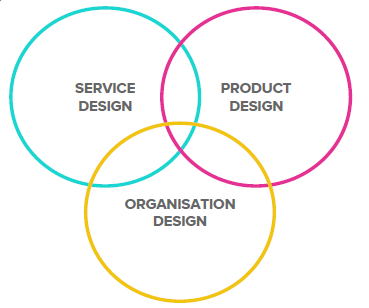 SERVICE
DESIGN
PRODUCT
DESIGN
ORGANISATION
DESIGN